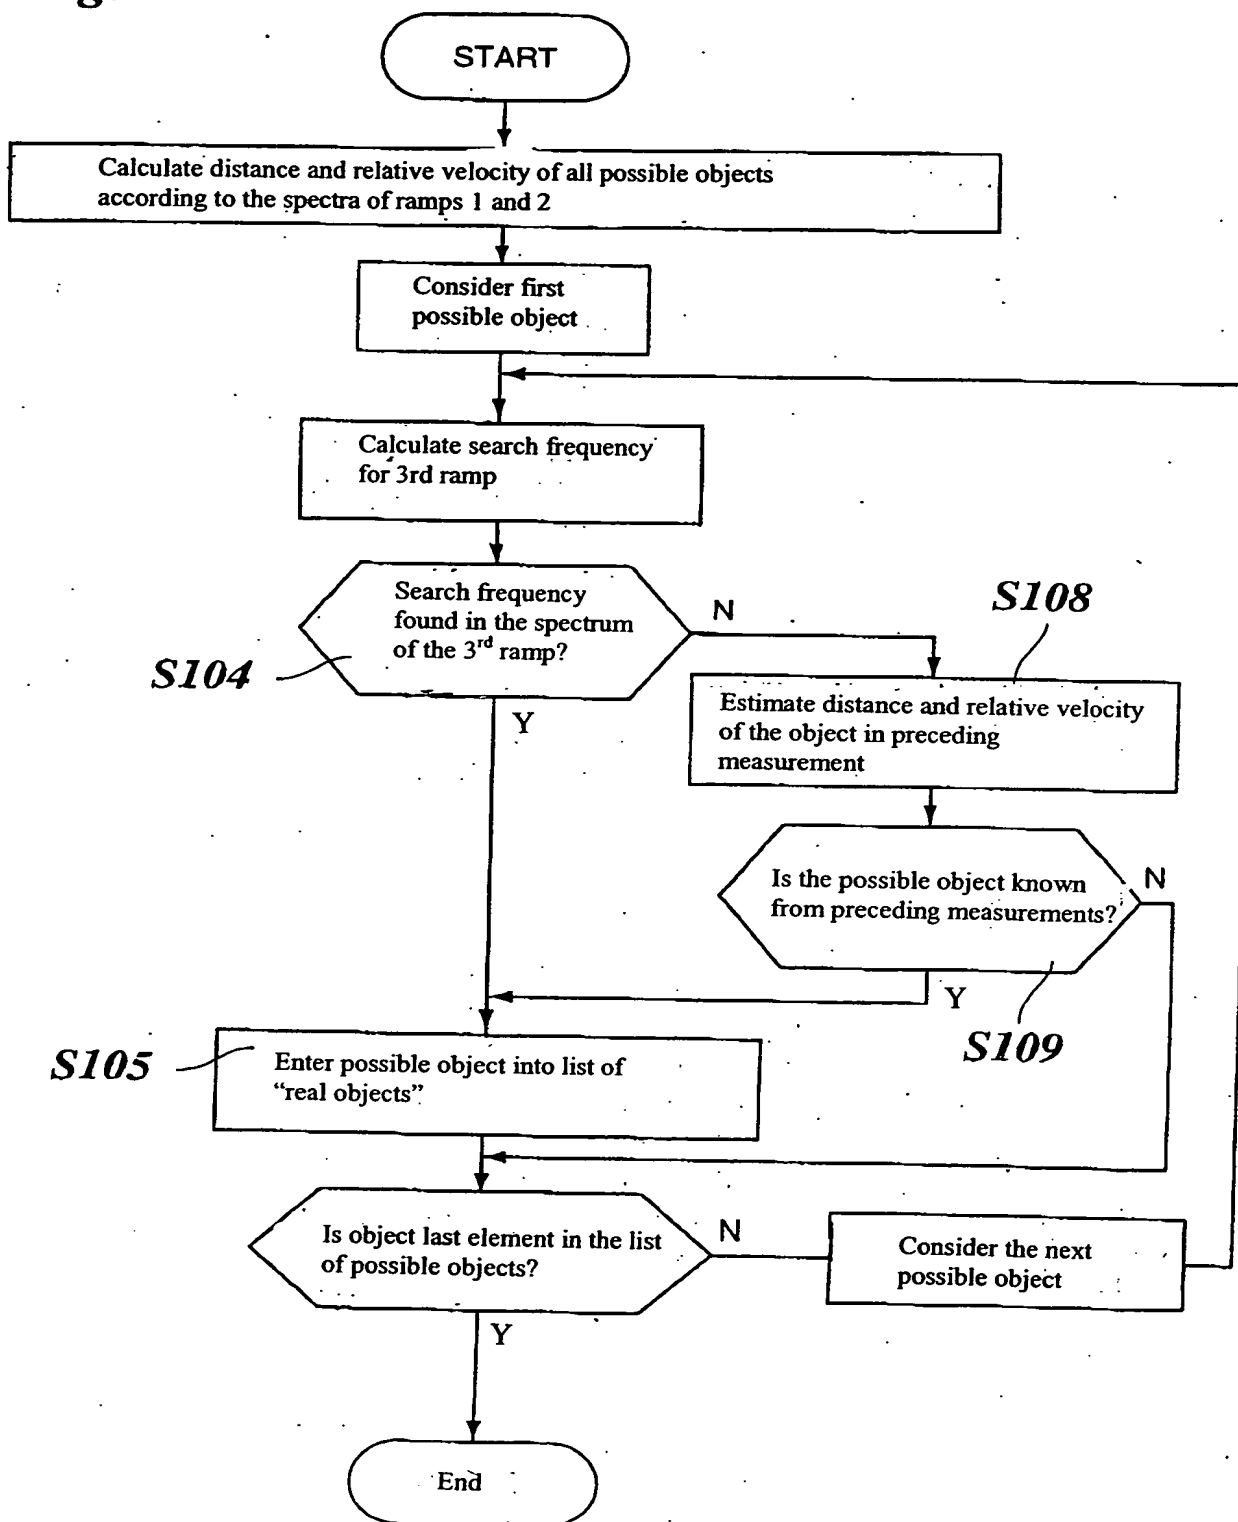 START
Calculate distance and relative velocity of all possible objects
according to the spectra of ramps 1 and 2
Consider first
possible object
Calculate search frequency
for 3rd ramp
Search frequency
found in the spectrum
of the 3rd ramp?
N
S108
S104
Y
Estimate distance and relative velocity
of the object in preceding
measurement
Is the possible object known
from preceding measurements?
N
Y
S109
S105
Enter possible object into list of
“real objects”
Is object last element in the list
of possible objects?
N
Consider the next
possible object
Y
End